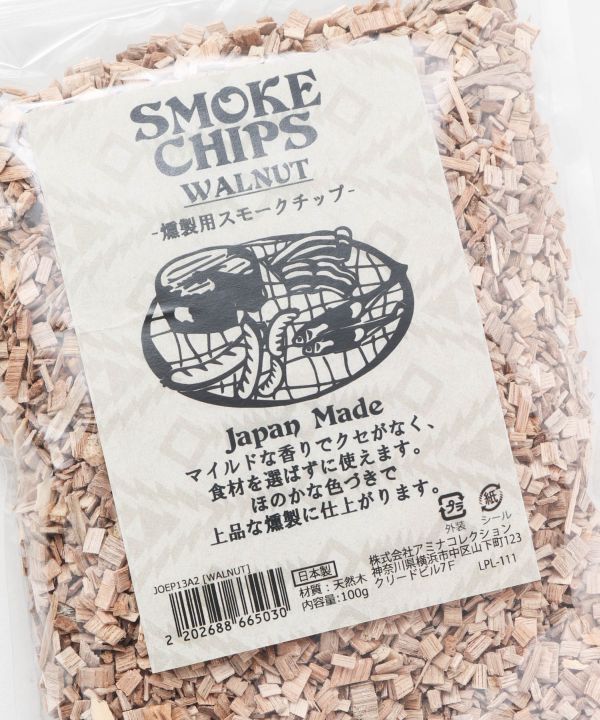 SMOKE
CHIPS
WALNUT
-燻製用スモークチップ-
Japan Made
マイルドな香りでクセがなく、
食材を選ばずに使えます。
ほのかな色づきで
上品な燻製に仕上がります。
プラ
外装
紙
シール
JOEP13A2 [WALNUT]
2 202688 665030
日本製
材質：天然木
内容量:100g
株式会社アミナコレクション
神奈川県横浜市中区山下町123
クリードビル7F
LPL-111